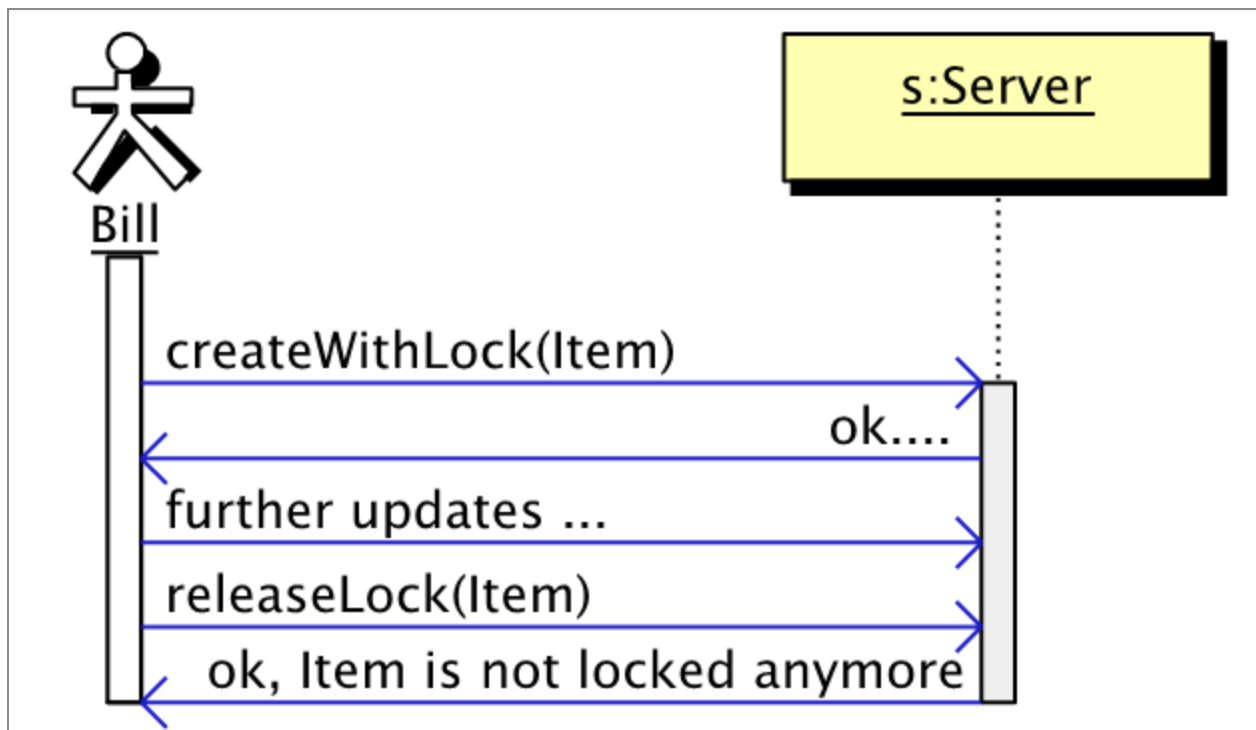 s:Server
Bill
createWithLock(Item)
ok....
further updates ...
releaseLock(Item)
ok, Item is not locked anymore